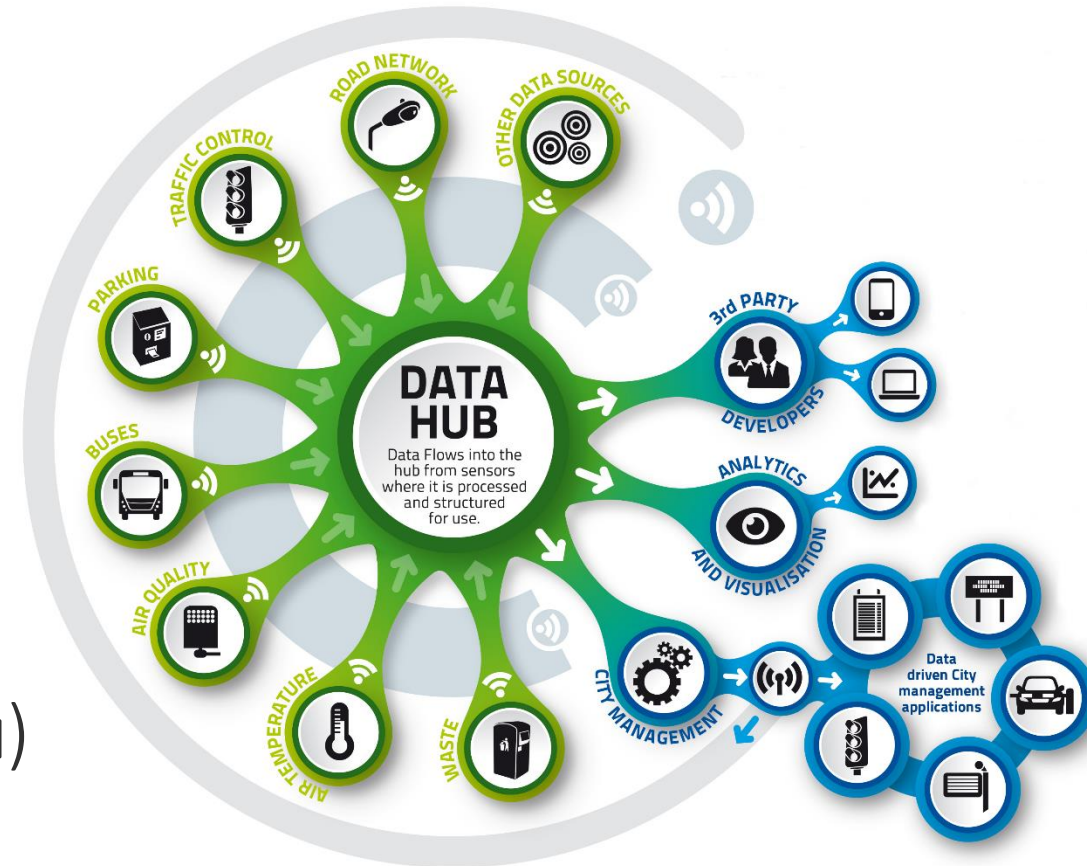 ROAD NETWORK
OTHER DATA SOURCES
TRAFFIC CONTROL
PARKING
BUSES
AIR QUALITY
AIR TEMPERATURE
WASTE
DATA
HUB
Data Flows into the
hub from sensors
where it is processed
and structured
for use.
3rd PARTY
DEVELOPERS
ANALYTICS
AND VISUALISATION
CITY MANAGEMENT
Data
driven City
management
applications
)